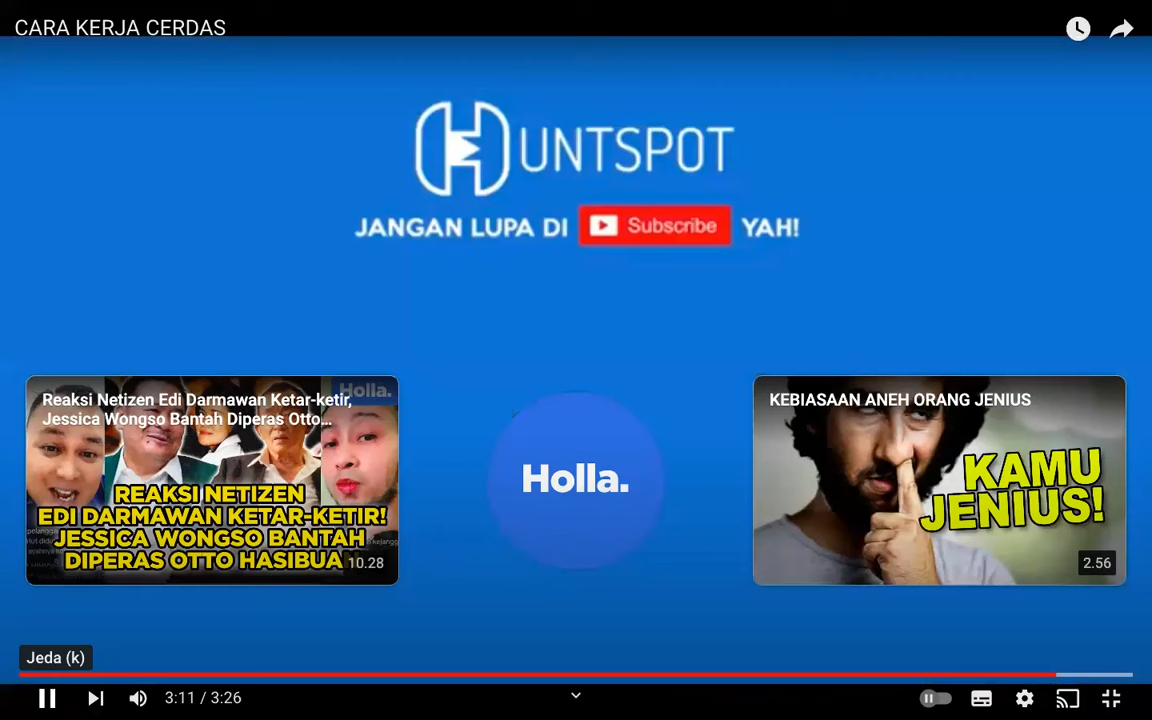 CARA KERJA CERDAS
HUNTSPOT
JANGAN LUPA DI Subscribe YAH!
Holla.
Reaksi Netizen Edi Darmawan Ketar-ketir,
Jessica Wongso Bantah Diperas Otto...
REAKSI NETIZEN
EDI DARMAWAN KETAR-KETIR!
JESSICA WONGSO BANTAH
DIPERAS OTTO HASIBUA
10.28
Holla.
KEBIASAAN ANEH ORANG JENIUS
KAMU
JENIUS!
2.56
Jeda (k)
3:11 / 3:26